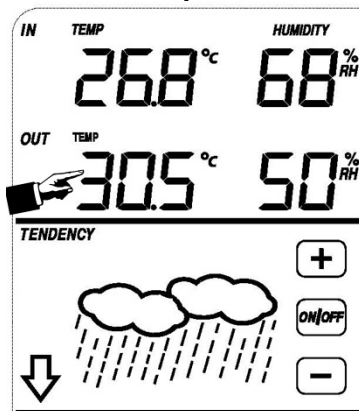 IN TEMP HUMIDITY
26.8 °C 68 % RH
OUT TEMP
30.5 °C 50 % RH
TENDENCY
+
ON/OFF
−